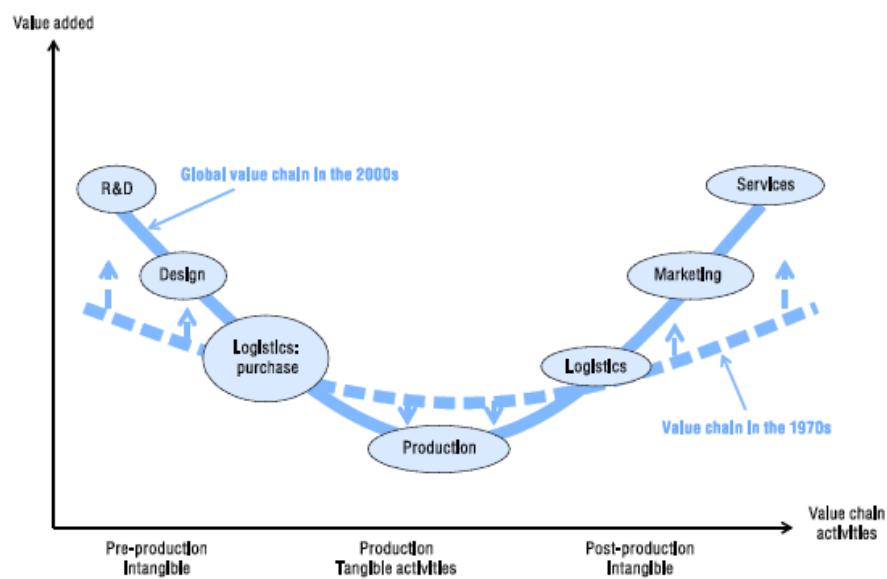 Value added
R&D
Global value chain in the 2000s
Services
Design
Marketing
Logistics:
purchase
Logistics
Production
Value chain in the 1970s
Value chain
activities
Pre-production
Intangible
Production
Tangible activities
Post-production
Intangible